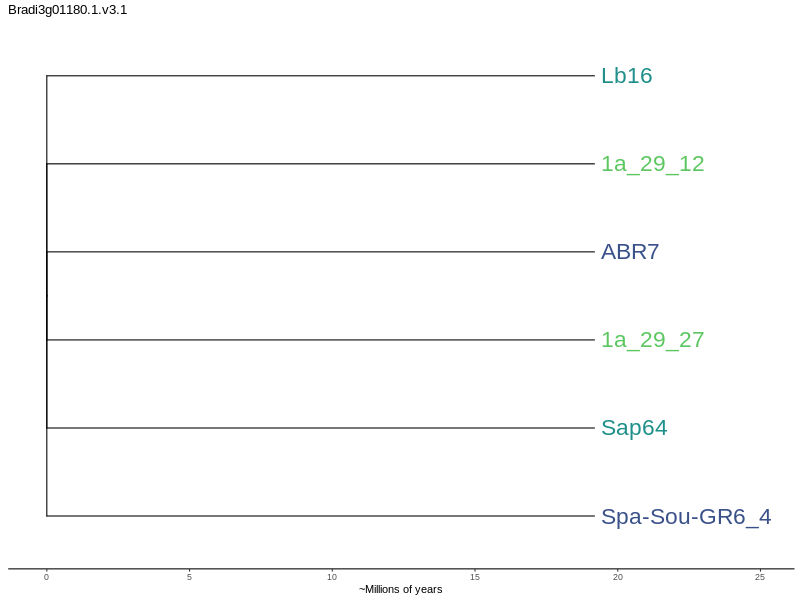 Bradi3g01180.1.v3.1
Lb16
1a_29_12
ABR7
1a_29_27
Sap64
Spa-Sou-GR6_4
0 5 10 15 20 25
~Millions of years